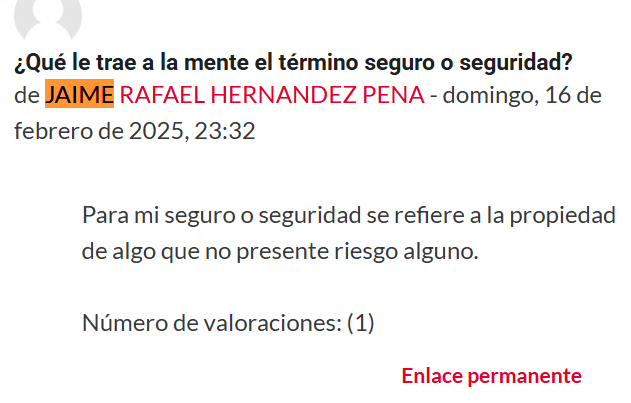 ¿Qué le trae a la mente el término seguro o seguridad?
de JAIME RAFAEL HERNANDEZ PENA - domingo, 16 de
febrero de 2025, 23:32
Para mi seguro o seguridad se refiere a la propiedad
de algo que no presente riesgo alguno.
Número de valoraciones: (1)
Enlace permanente